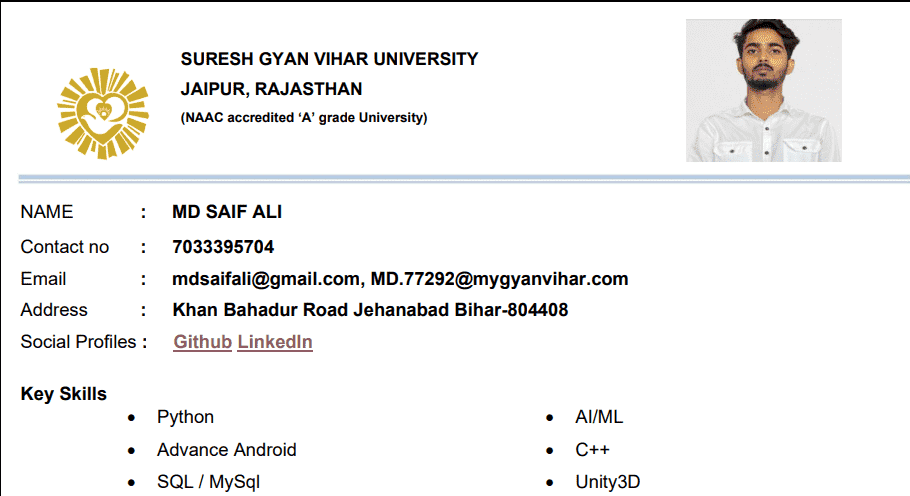 SURESH GYAN VIHAR UNIVERSITY
JAIPUR, RAJASTHAN
(NAAC accredited ‘A’ grade University)
NAME : MD SAIF ALI
Contact no : 7033395704
Email : mdsaifali@gmail.com, MD.77292@mygyanvihar.com
Address : Khan Bahadur Road Jehanabad Bihar-804408
Social Profiles : Github LinkedIn
Key Skills
• Python • AI/ML
• Advance Android • C++
• SQL / MySql • Unity3D